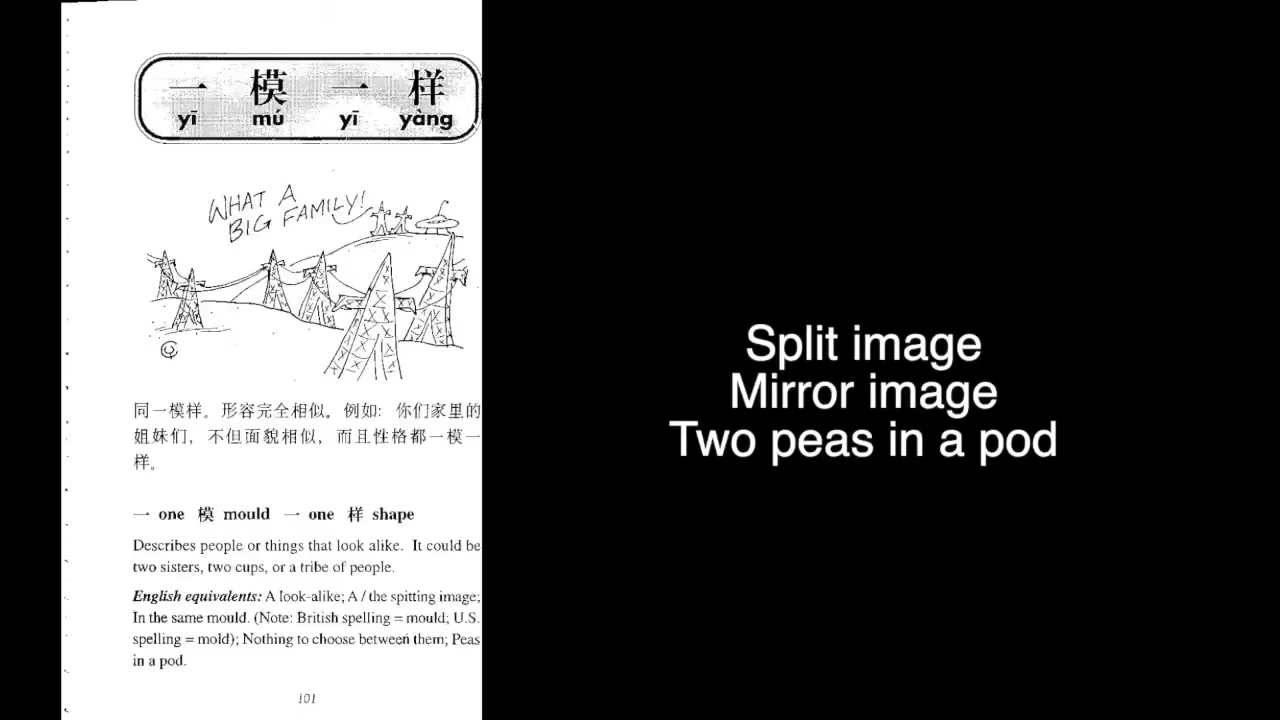 一 模 一 样
yī mú yī yàng
WHAT A
BIG FAMILY!
同一模样。形容完全相似。例如：你们家里的
姐妹们，不但面貌相似，而且性格都一模一
样。
一 one 模 mould 一 one 样 shape
Describes people or things that look alike. It could be
two sisters, two cups, or a tribe of people.
English equivalents: A look-alike; A / the spitting image;
In the same mould. (Note: British spelling = mould; U.S.
spelling = mold); Nothing to choose between them; Peas
in a pod.
101
Split image
Mirror image
Two peas in a pod